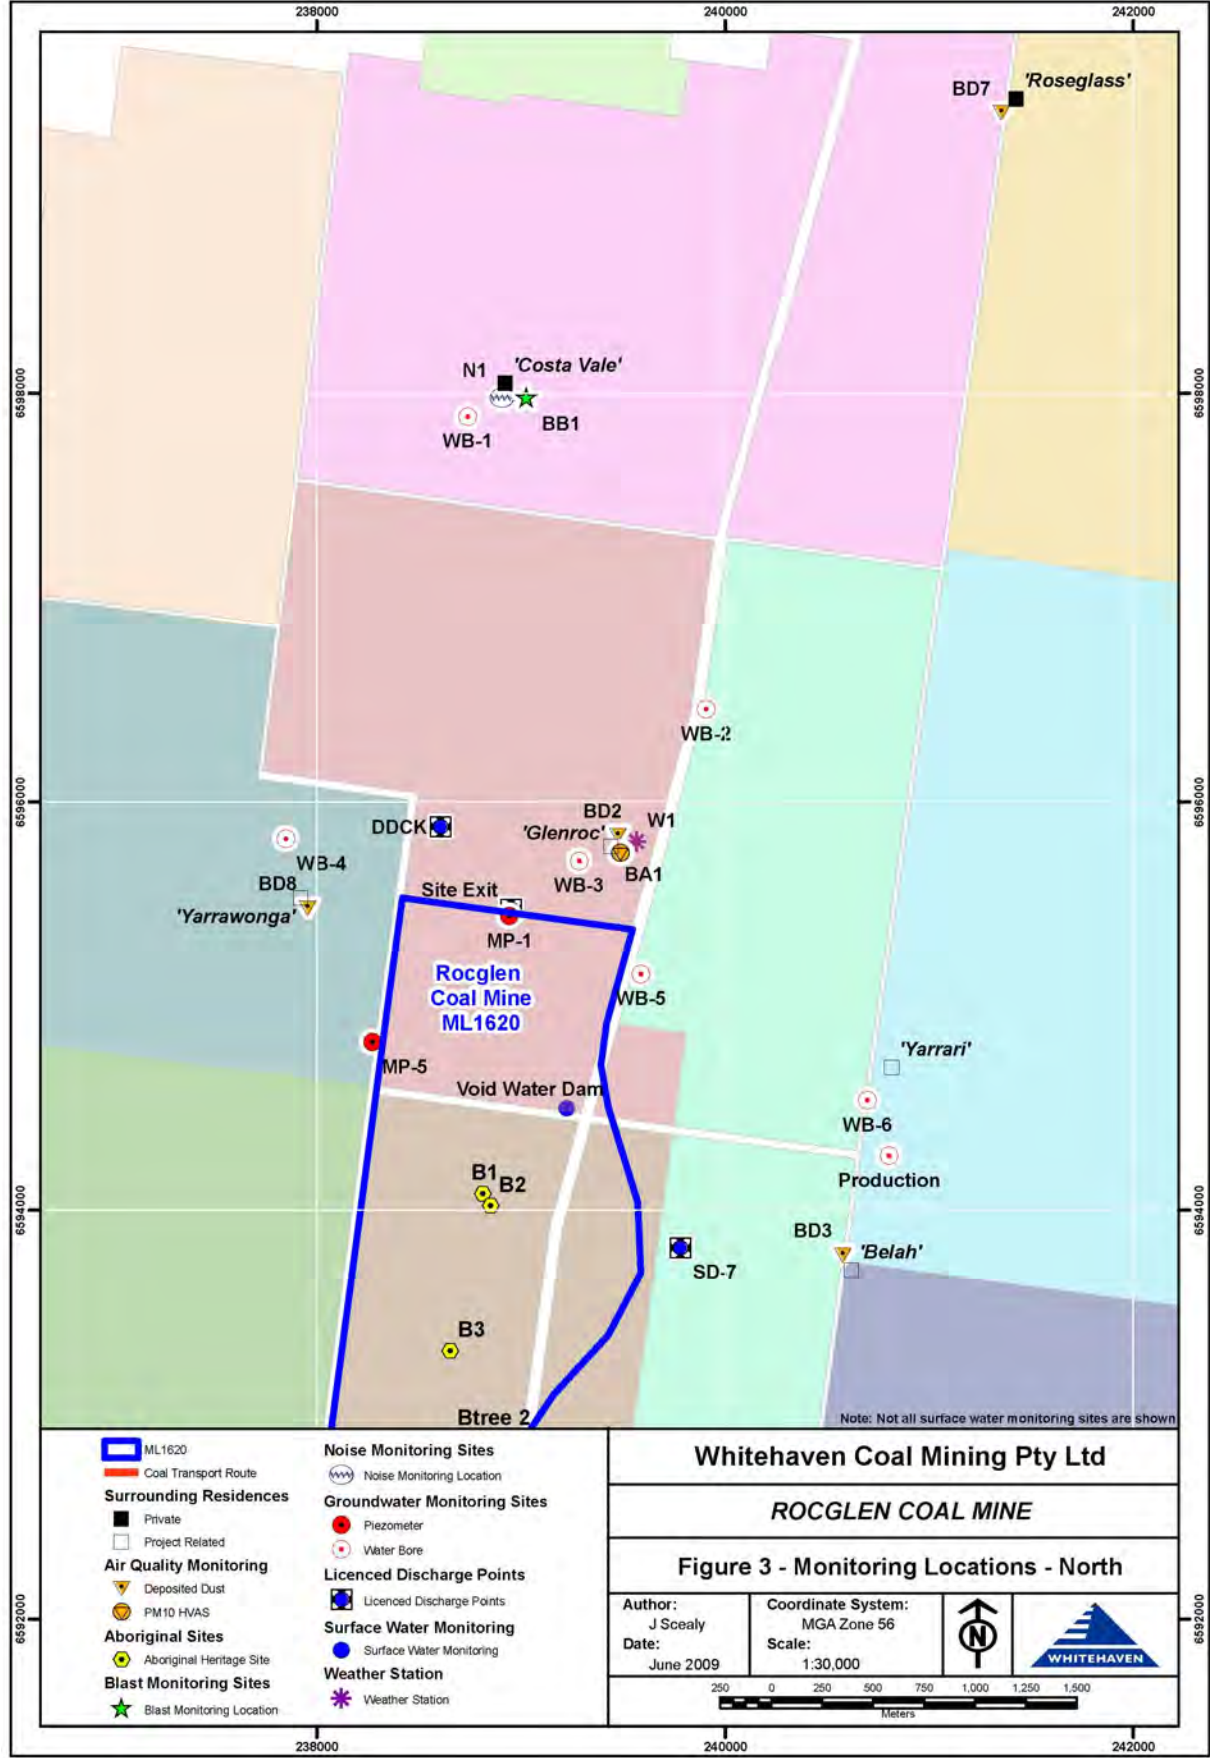 238000
240000
242000
BD7
'Roseglass'
N1
'Costa Vale'
6598000
6598000
BB1
WB-1
WB-2
6596000
6596000
BD2
W1
DDCK
'Glenroc'
WB-4
WB-3
BA1
BD8
Site Exit
'Yarrawonga'
MP-1
Rocglen
Coal Mine
ML1620
WB-5
'Yarrari'
MP-5
Void Water Dam
WB-6
B1
B2
Production
6594000
6594000
BD3
'Belah'
SD-7
B3
Btree 2
Note: Not all surface water monitoring sites are shown
ML1620
Coal Transport Route
Surrounding Residences
Private
Project Related
Air Quality Monitoring
Deposited Dust
PM10 HVAS
Aboriginal Sites
Aboriginal Heritage Site
Blast Monitoring Sites
Blast Monitoring Location
Noise Monitoring Sites
Noise Monitoring Location
Groundwater Monitoring Sites
Piezometer
Water Bore
Licenced Discharge Points
Licenced Discharge Points
Surface Water Monitoring
Surface Water Monitoring
Weather Station
Weather Station
Whitehaven Coal Mining Pty Ltd
ROCGLEN COAL MINE
Figure 3 - Monitoring Locations - North
Author:
J Scealy
Date:
June 2009
Coordinate System:
MGA Zone 56
Scale:
1:30,000
N
WHITEHAVEN
250 0 250 500 750 1,000 1,250 1,500
Meters
6592000
6592000
238000
240000
242000